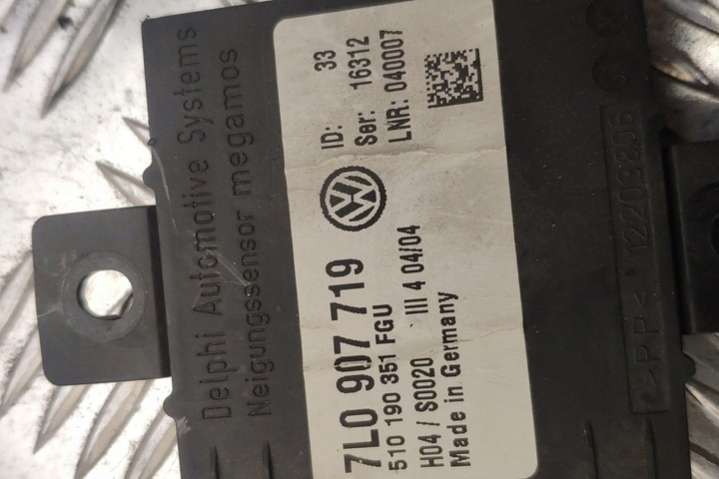 Delphi Automotive Systems
Neigungssensor megamos
7L0 907 719
510 190 351 FGU
H04 / S0020 III 4 04/04
Made in Germany
ID: 33
Ser: 16312
LNR: 040007
>PP<